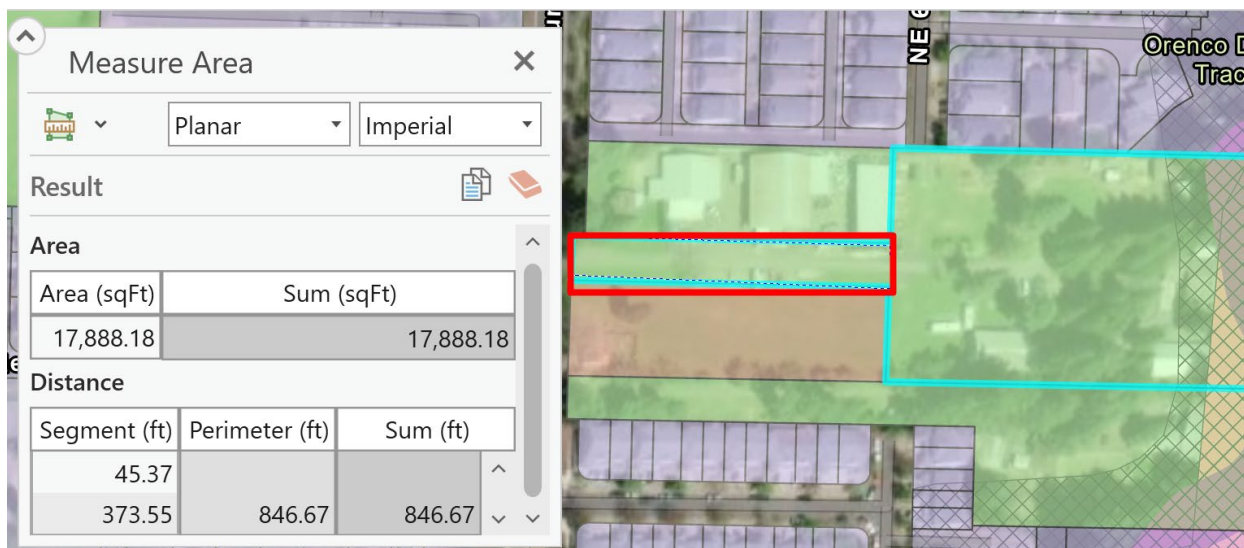 Measure Area
Planar
Imperial
Result
Area
Area (sqFt) Sum (sqFt)
17,888.18 17,888.18
Distance
Segment (ft) Perimeter (ft) Sum (ft)
45.37
373.55 846.67 846.67
NE 6
Orenco D
Trac